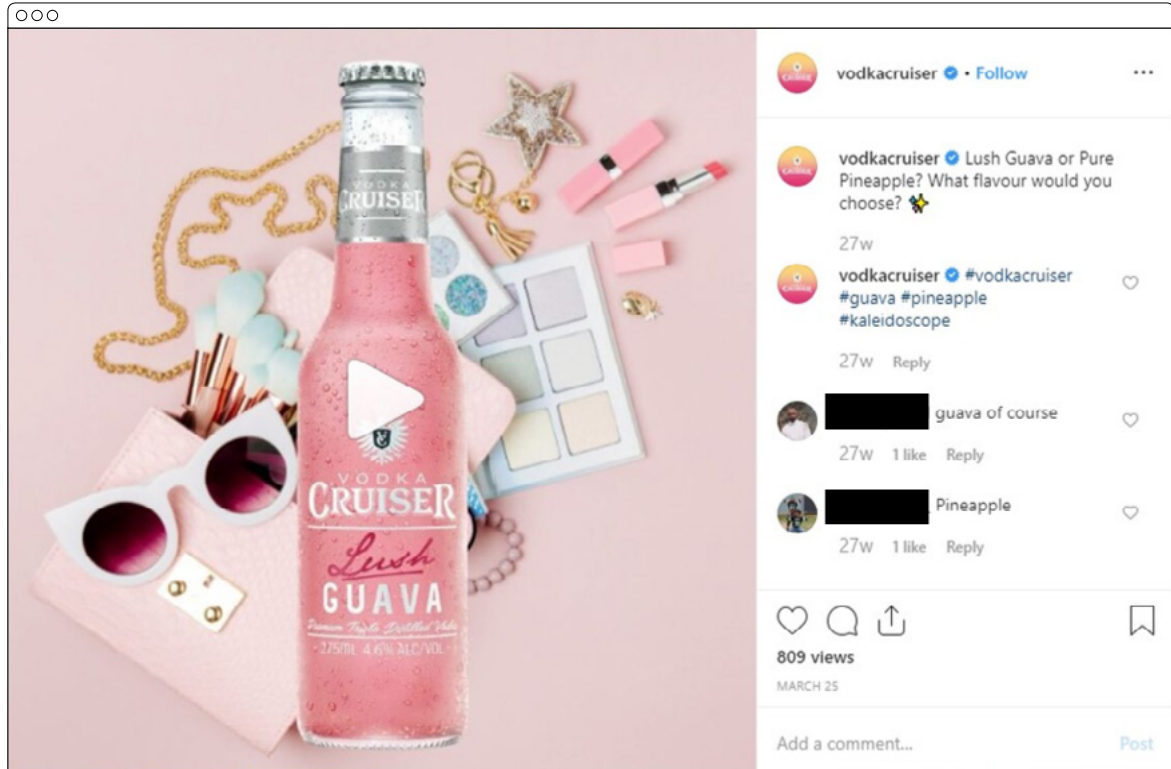 VODKA
CRUISER
VODKA
CRUISER
Lush
GUAVA
Premium Triple Distilled Vodka
275ML 4.6% ALC/VOL
vodkacruiser • Follow
vodkacruiser Lush Guava or Pure
Pineapple? What flavour would you
choose?
27w
vodkacruiser #vodkacruiser
#guava #pineapple
#kaleidoscope
27w Reply
guava of course
27w 1 like Reply
Pineapple
27w 1 like Reply
809 views
MARCH 25
Add a comment... Post